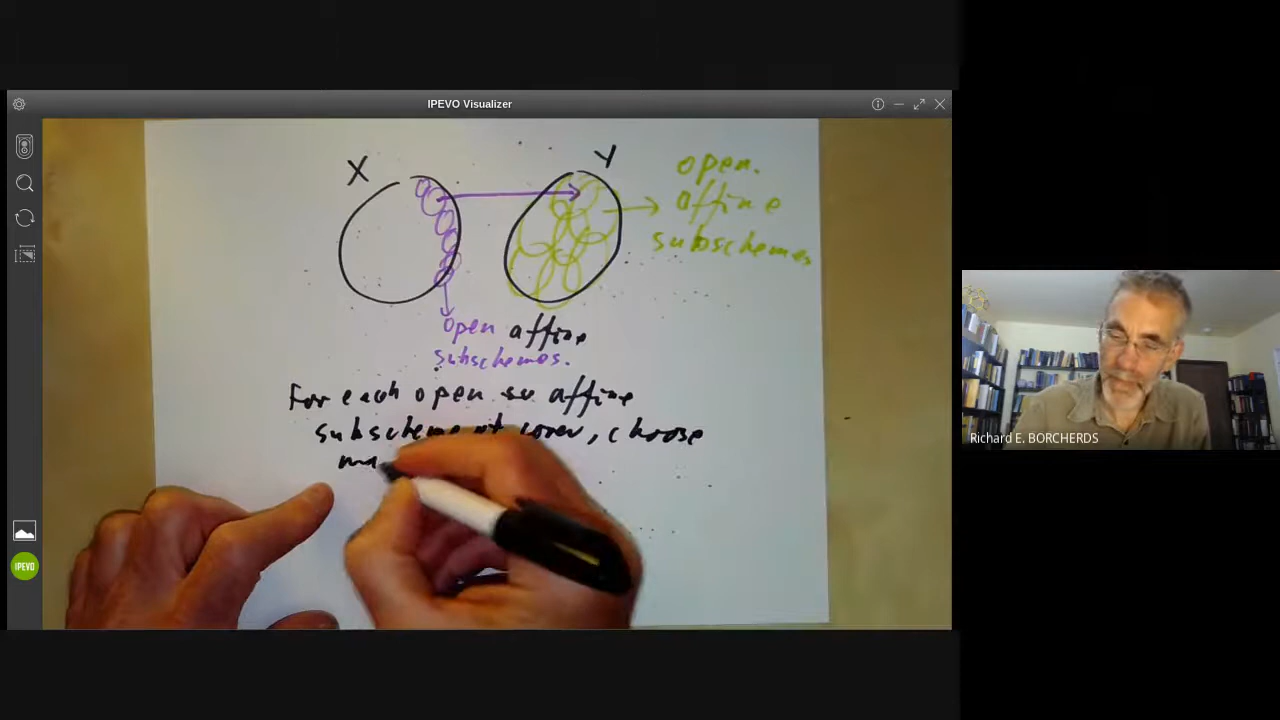 IPEVO Visualizer
X
Y
open.
affine
subschemes
open affine
subschemes.
For each open affine
subscheme of cover, choose
ma
Richard E. BORCHERDS
IPEVO